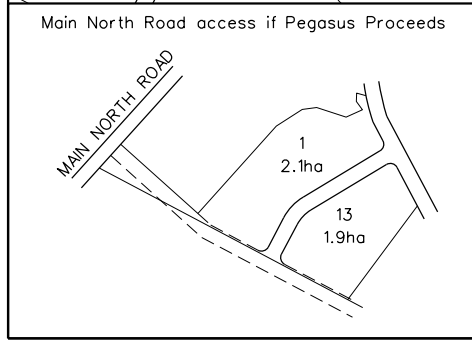 Main North Road access if Pegasus Proceeds
MAIN NORTH ROAD
1
2.1ha
13
1.9ha